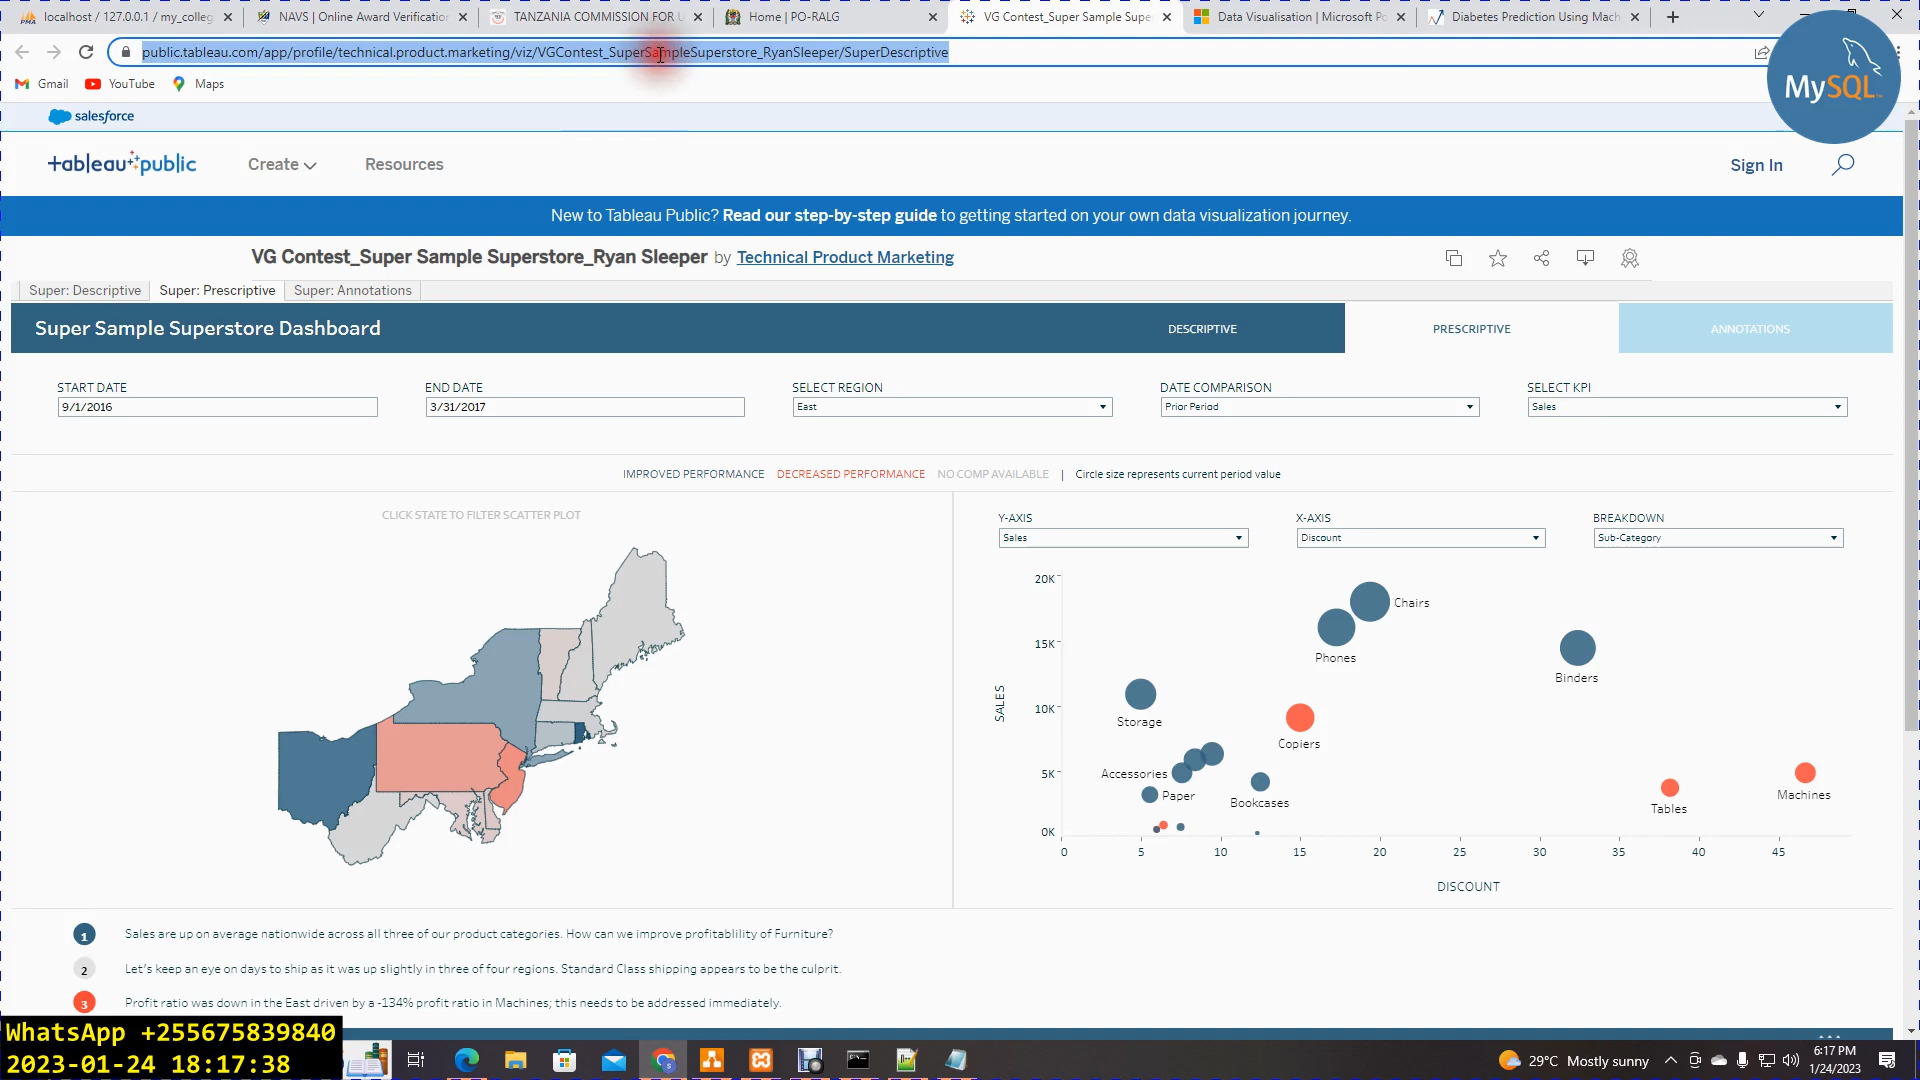 localhost / 127.0.0.1 / my_colleg
NAVS | Online Award Verificatio
TANZANIA COMMISSION FOR U
Home | PO-RALG
VG Contest_Super Sample Supe
Data Visualisation | Microsoft Po
Diabetes Prediction Using Mach
public.tableau.com/app/profile/technical.product.marketing/viz/VGContest_SuperSampleSuperstore_RyanSleeper/SuperDescriptive
Gmail
YouTube
Maps
MySQL
salesforce
tableau public
Create
Resources
Sign In
New to Tableau Public? Read our step-by-step guide to getting started on your own data visualization journey.
VG Contest_Super Sample Superstore_Ryan Sleeper by Technical Product Marketing
Super: Descriptive
Super: Prescriptive
Super: Annotations
Super Sample Superstore Dashboard
DESCRIPTIVE
PRESCRIPTIVE
ANNOTATIONS
START DATE
END DATE
SELECT REGION
DATE COMPARISON
SELECT KPI
9/1/2016
3/31/2017
East
Prior Period
Sales
IMPROVED PERFORMANCE DECREASED PERFORMANCE NO COMP AVAILABLE | Circle size represents current period value
CLICK STATE TO FILTER SCATTER PLOT
Y-AXIS
X-AXIS
BREAKDOWN
Sales
Discount
Sub-Category
20K
15K
10K
5K
0K
SALES
Chairs
Phones
Binders
Storage
Copiers
Accessories
Paper
Bookcases
Tables
Machines
0
5
10
15
20
25
30
35
40
45
DISCOUNT
1 Sales are up on average nationwide across all three of our product categories. How can we improve profitablility of Furniture?
2 Let's keep an eye on days to ship as it was up slightly in three of four regions. Standard Class shipping appears to be the culprit.
3 Profit ratio was down in the East driven by a -134% profit ratio in Machines; this needs to be addressed immediately.
WhatsApp +255675839840
2023-01-24 18:17:38
29°C Mostly sunny
6:17 PM
1/24/2023